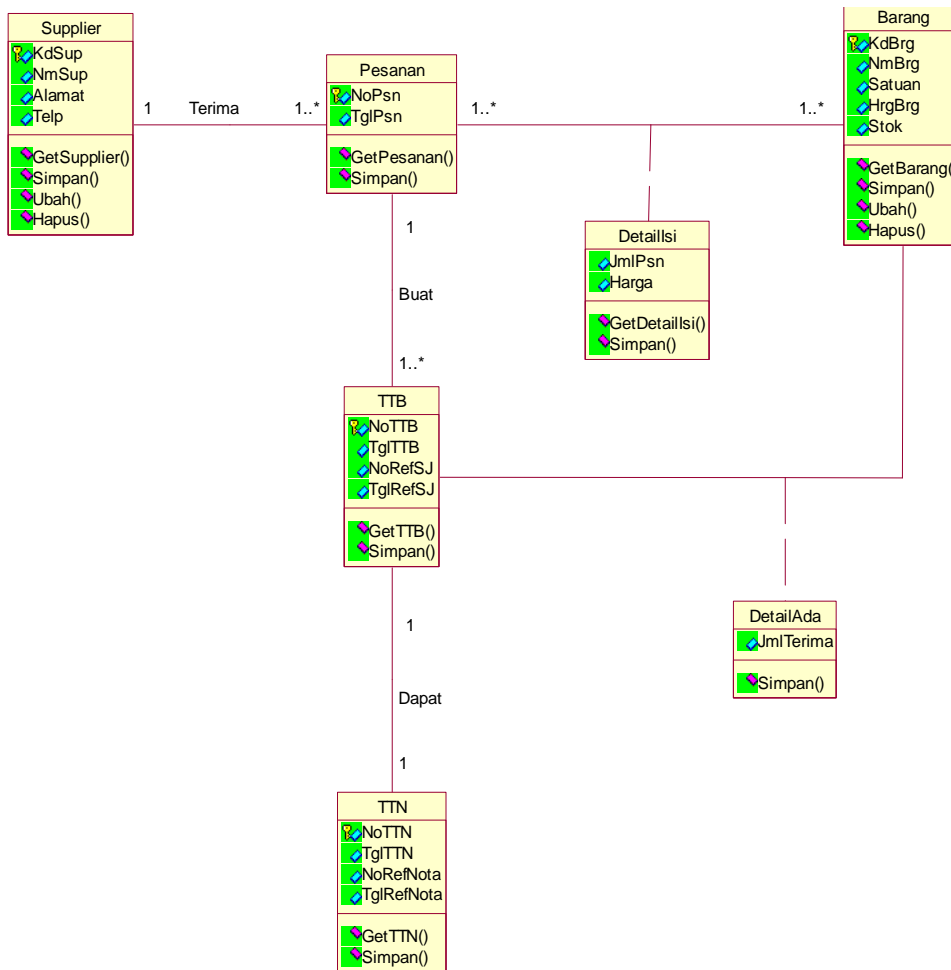 Supplier
KdSup
NmSup
Alamat
Telp
GetSupplier()
Simpan()
Ubah()
Hapus()
1
Terima
1..*
Pesanan
NoPsn
TglPsn
GetPesanan()
Simpan()
1..*
1..*
Barang
KdBrg
NmBrg
Satuan
HrgBrg
Stok
GetBarang(
Simpan()
Ubah()
Hapus()
DetailIsi
JmlPsn
Harga
GetDetailIsi()
Simpan()
1
Buat
1..*
TTB
NoTTB
TglTTB
NoRefSJ
TglRefSJ
GetTTB()
Simpan()
DetailAda
JmlTerima
Simpan()
1
Dapat
1
TTN
NoTTN
TglTTN
NoRefNota
TglRefNota
GetTTN()
Simpan()